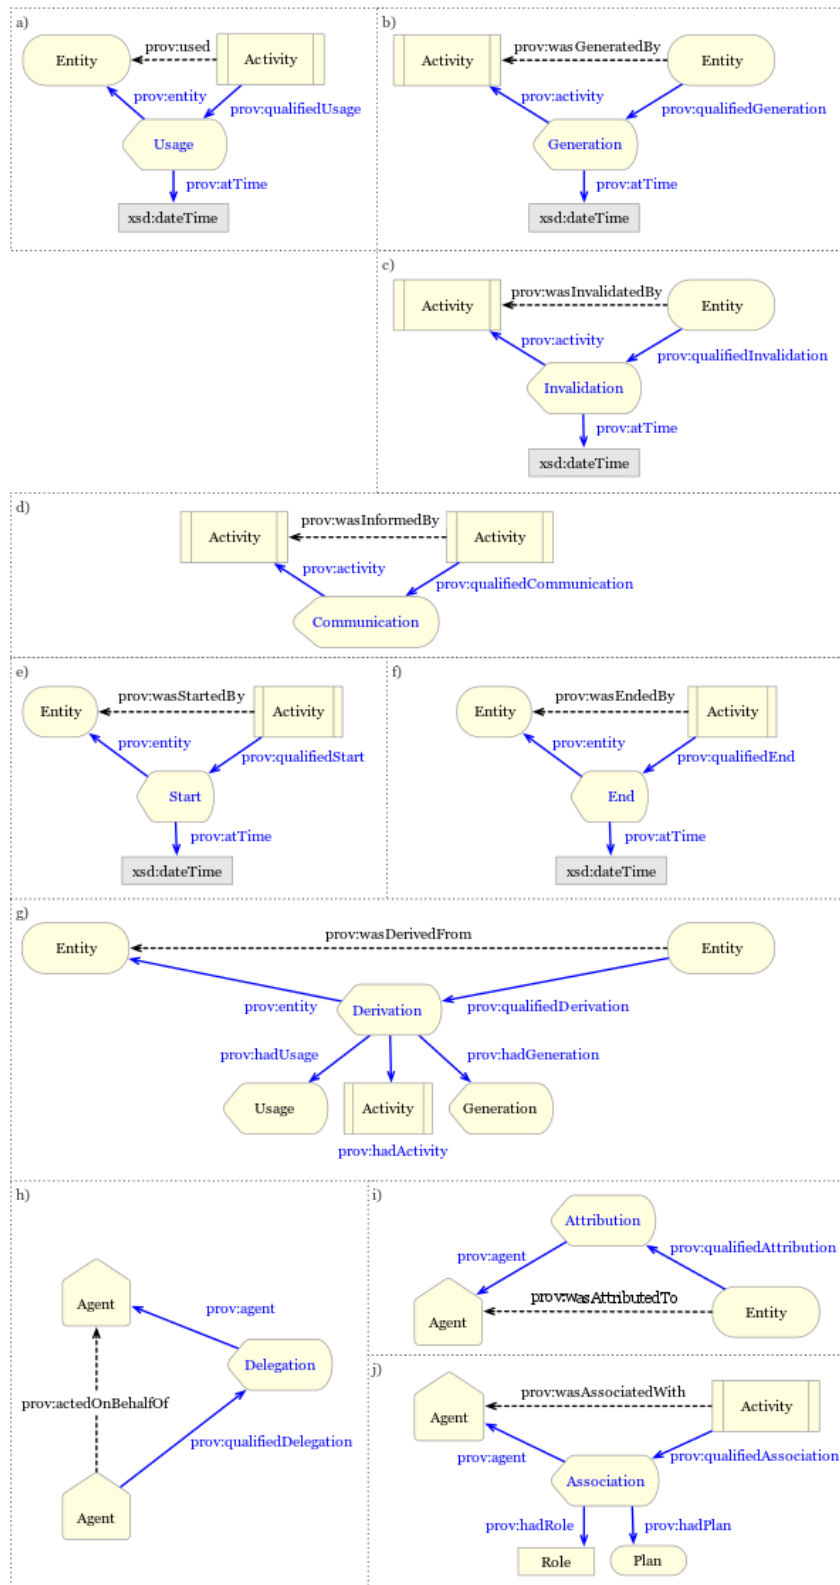 a)
prov:used
Entity
Activity
prov:entity
prov:qualifiedUsage
Usage
prov:atTime
xsd:dateTime
b)
prov:wasGeneratedBy
Activity
Entity
prov:activity
prov:qualifiedGeneration
Generation
prov:atTime
xsd:dateTime
c)
prov:wasInvalidatedBy
Activity
Entity
prov:activity
prov:qualifiedInvalidation
Invalidation
prov:atTime
xsd:dateTime
d)
prov:wasInformedBy
Activity
Activity
prov:activity
prov:qualifiedCommunication
Communication
e)
prov:wasStartedBy
Entity
Activity
prov:entity
prov:qualifiedStart
Start
prov:atTime
xsd:dateTime
f)
prov:wasEndedBy
Entity
Activity
prov:entity
prov:qualifiedEnd
End
prov:atTime
xsd:dateTime
g)
prov:wasDerivedFrom
Entity
Entity
prov:entity
prov:qualifiedDerivation
Derivation
prov:hadUsage
prov:hadGeneration
Usage
Activity
Generation
prov:hadActivity
h)
Agent
prov:agent
Delegation
prov:actedOnBehalfOf
prov:qualifiedDelegation
Agent
i)
Attribution
prov:qualifiedAttribution
prov:agent
prov:wasAttributedTo
Agent
Entity
j)
prov:wasAssociatedWith
Agent
Activity
prov:agent
prov:qualifiedAssociation
Association
prov:hadRole
prov:hadPlan
Role
Plan